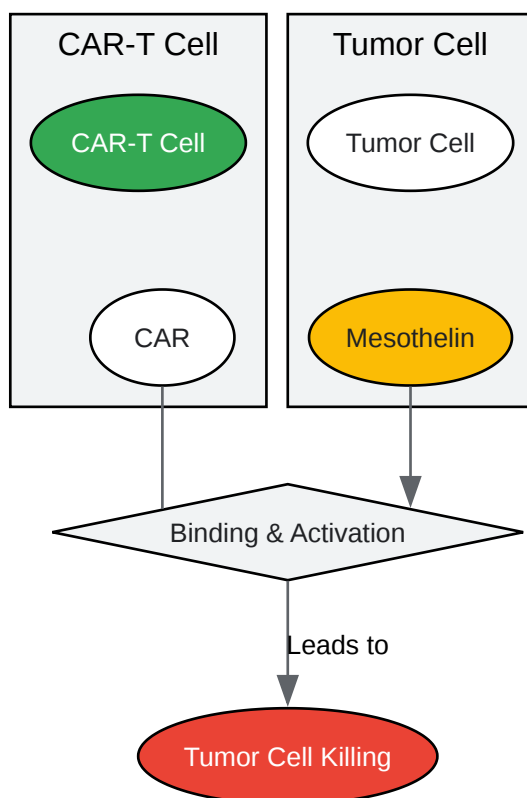 CAR-T Cell
Tumor Cell
CAR-T Cell
Tumor Cell
CAR
Mesothelin
Binding & Activation
Leads to
Tumor Cell Killing